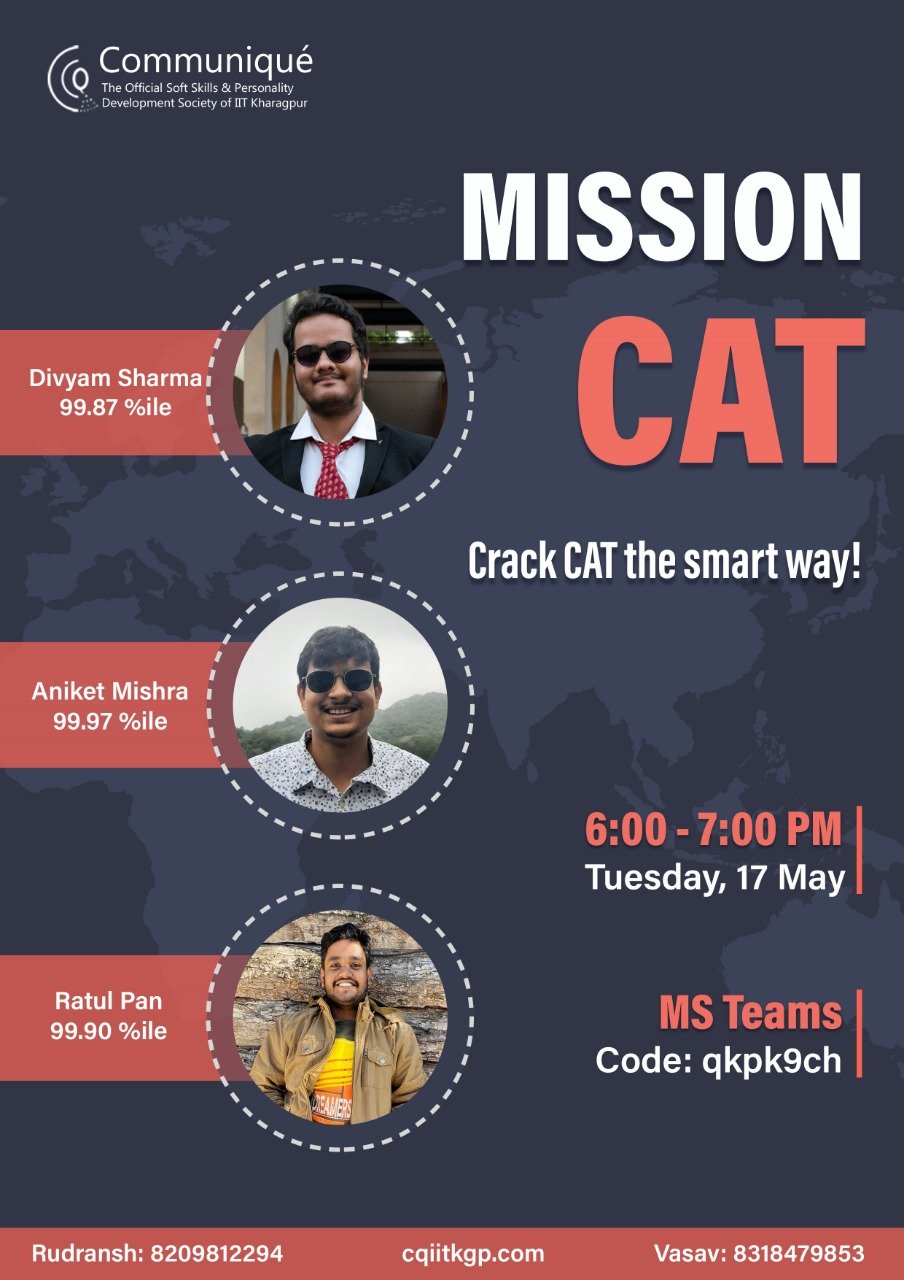 Communiqué
The Official Soft Skills & Personality
Development Society of IIT Kharagpur
MISSION
CAT
Crack CAT the smart way!
Divyam Sharma
99.87 %ile
Aniket Mishra
99.97 %ile
Ratul Pan
99.90 %ile
6:00 - 7:00 PM
Tuesday, 17 May
MS Teams
Code: qkpk9ch
DREAMERS
Rudransh: 8209812294
cqiitkgp.com
Vasav: 8318479853